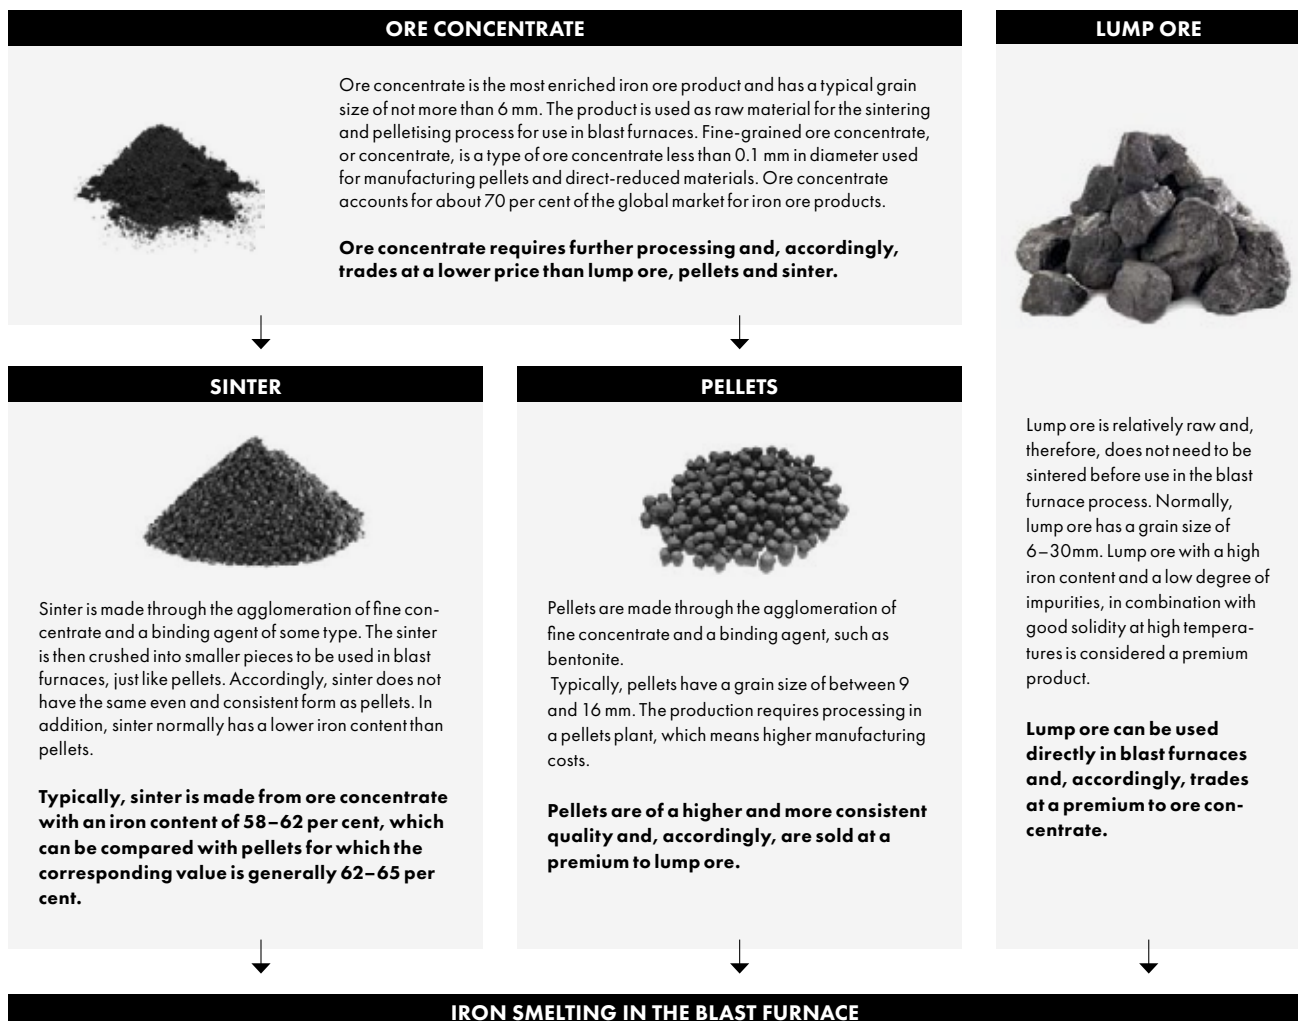 ORE CONCENTRATE
Ore concentrate is the most enriched iron ore product and has a typical grain
size of not more than 6 mm. The product is used as raw material for the sintering
and pelletising process for use in blast furnaces. Fine-grained ore concentrate,
or concentrate, is a type of ore concentrate less than 0.1 mm in diameter used
for manufacturing pellets and direct-reduced materials. Ore concentrate
accounts for about 70 per cent of the global market for iron ore products.
Ore concentrate requires further processing and, accordingly,
trades at a lower price than lump ore, pellets and sinter.
SINTER
Sinter is made through the agglomeration of fine con-
centrate and a binding agent of some type. The sinter
is then crushed into smaller pieces to be used in blast
furnaces, just like pellets. Accordingly, sinter does not
have the same even and consistent form as pellets. In
addition, sinter normally has a lower iron content than
pellets.
Typically, sinter is made from ore concentrate
with an iron content of 58–62 per cent, which
can be compared with pellets for which the
corresponding value is generally 62–65 per
cent.
PELLETS
Pellets are made through the agglomeration of
fine concentrate and a binding agent, such as
bentonite.
Typically, pellets have a grain size of between 9
and 16 mm. The production requires processing in
a pellets plant, which means higher manufacturing
costs.
Pellets are of a higher and more consistent
quality and, accordingly, are sold at a
premium to lump ore.
LUMP ORE
Lump ore is relatively raw and,
therefore, does not need to be
sintered before use in the blast
furnace process. Normally,
lump ore has a grain size of
6–30mm. Lump ore with a high
iron content and a low degree of
impurities, in combination with
good solidity at high tempera-
tures is considered a premium
product.
Lump ore can be used
directly in blast furnaces
and, accordingly, trades
at a premium to ore con-
centrate.
IRON SMELTING IN THE BLAST FURNACE